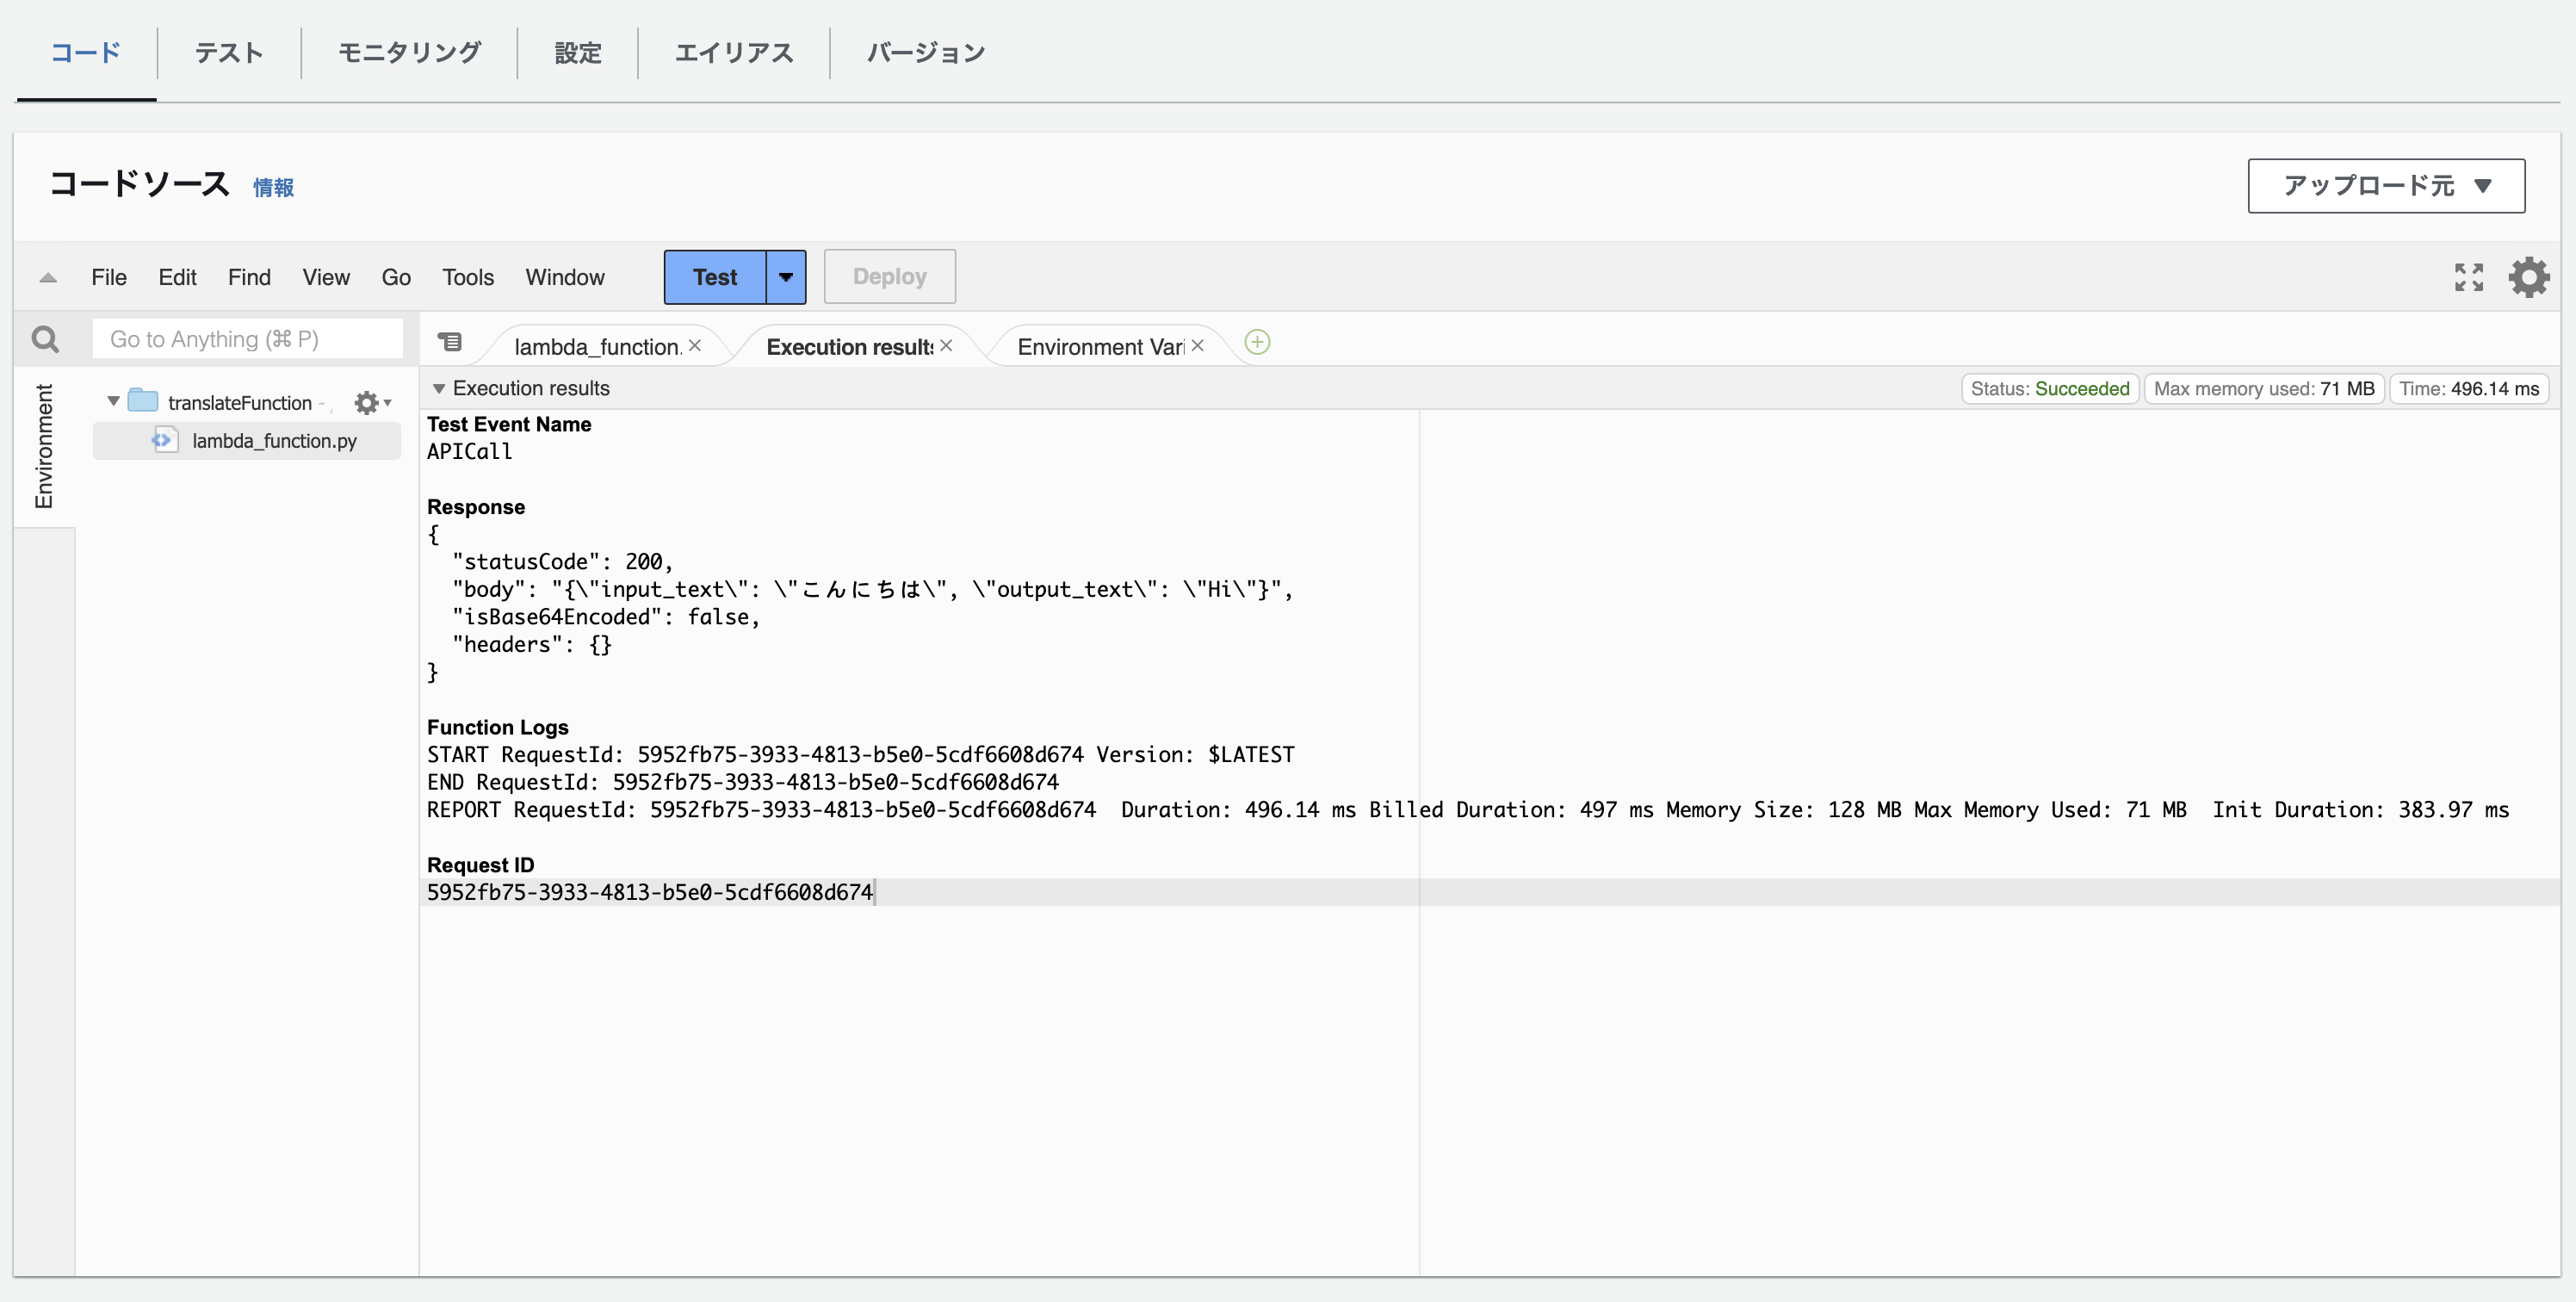 コード
テスト
モニタリング
設定
エイリアス
バージョン
コードソース 情報
アップロード元
File Edit Find View Go Tools Window Test Deploy
Go to Anything (⌘ P)
lambda_function. Execution results Environment Vari
Environment
translateFunction -
lambda_function.py
Execution results
Status: Succeeded Max memory used: 71 MB Time: 496.14 ms
Test Event Name
APICall
Response
{
"statusCode": 200,
"body": "{\"input_text\": \"こんにちは\", \"output_text\": \"Hi\"}",
"isBase64Encoded": false,
"headers": {}
}
Function Logs
START RequestId: 5952fb75-3933-4813-b5e0-5cdf6608d674 Version: $LATEST
END RequestId: 5952fb75-3933-4813-b5e0-5cdf6608d674
REPORT RequestId: 5952fb75-3933-4813-b5e0-5cdf6608d674 Duration: 496.14 ms Billed Duration: 497 ms Memory Size: 128 MB Max Memory Used: 71 MB Init Duration: 383.97 ms
Request ID
5952fb75-3933-4813-b5e0-5cdf6608d674